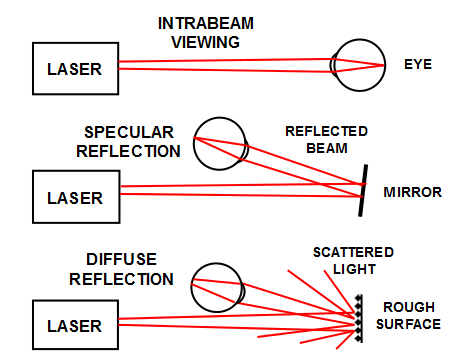 INTRABEAM
VIEWING
LASER
EYE
SPECULAR
REFLECTION
REFLECTED
BEAM
LASER
MIRROR
DIFFUSE
REFLECTION
SCATTERED
LIGHT
LASER
ROUGH
SURFACE